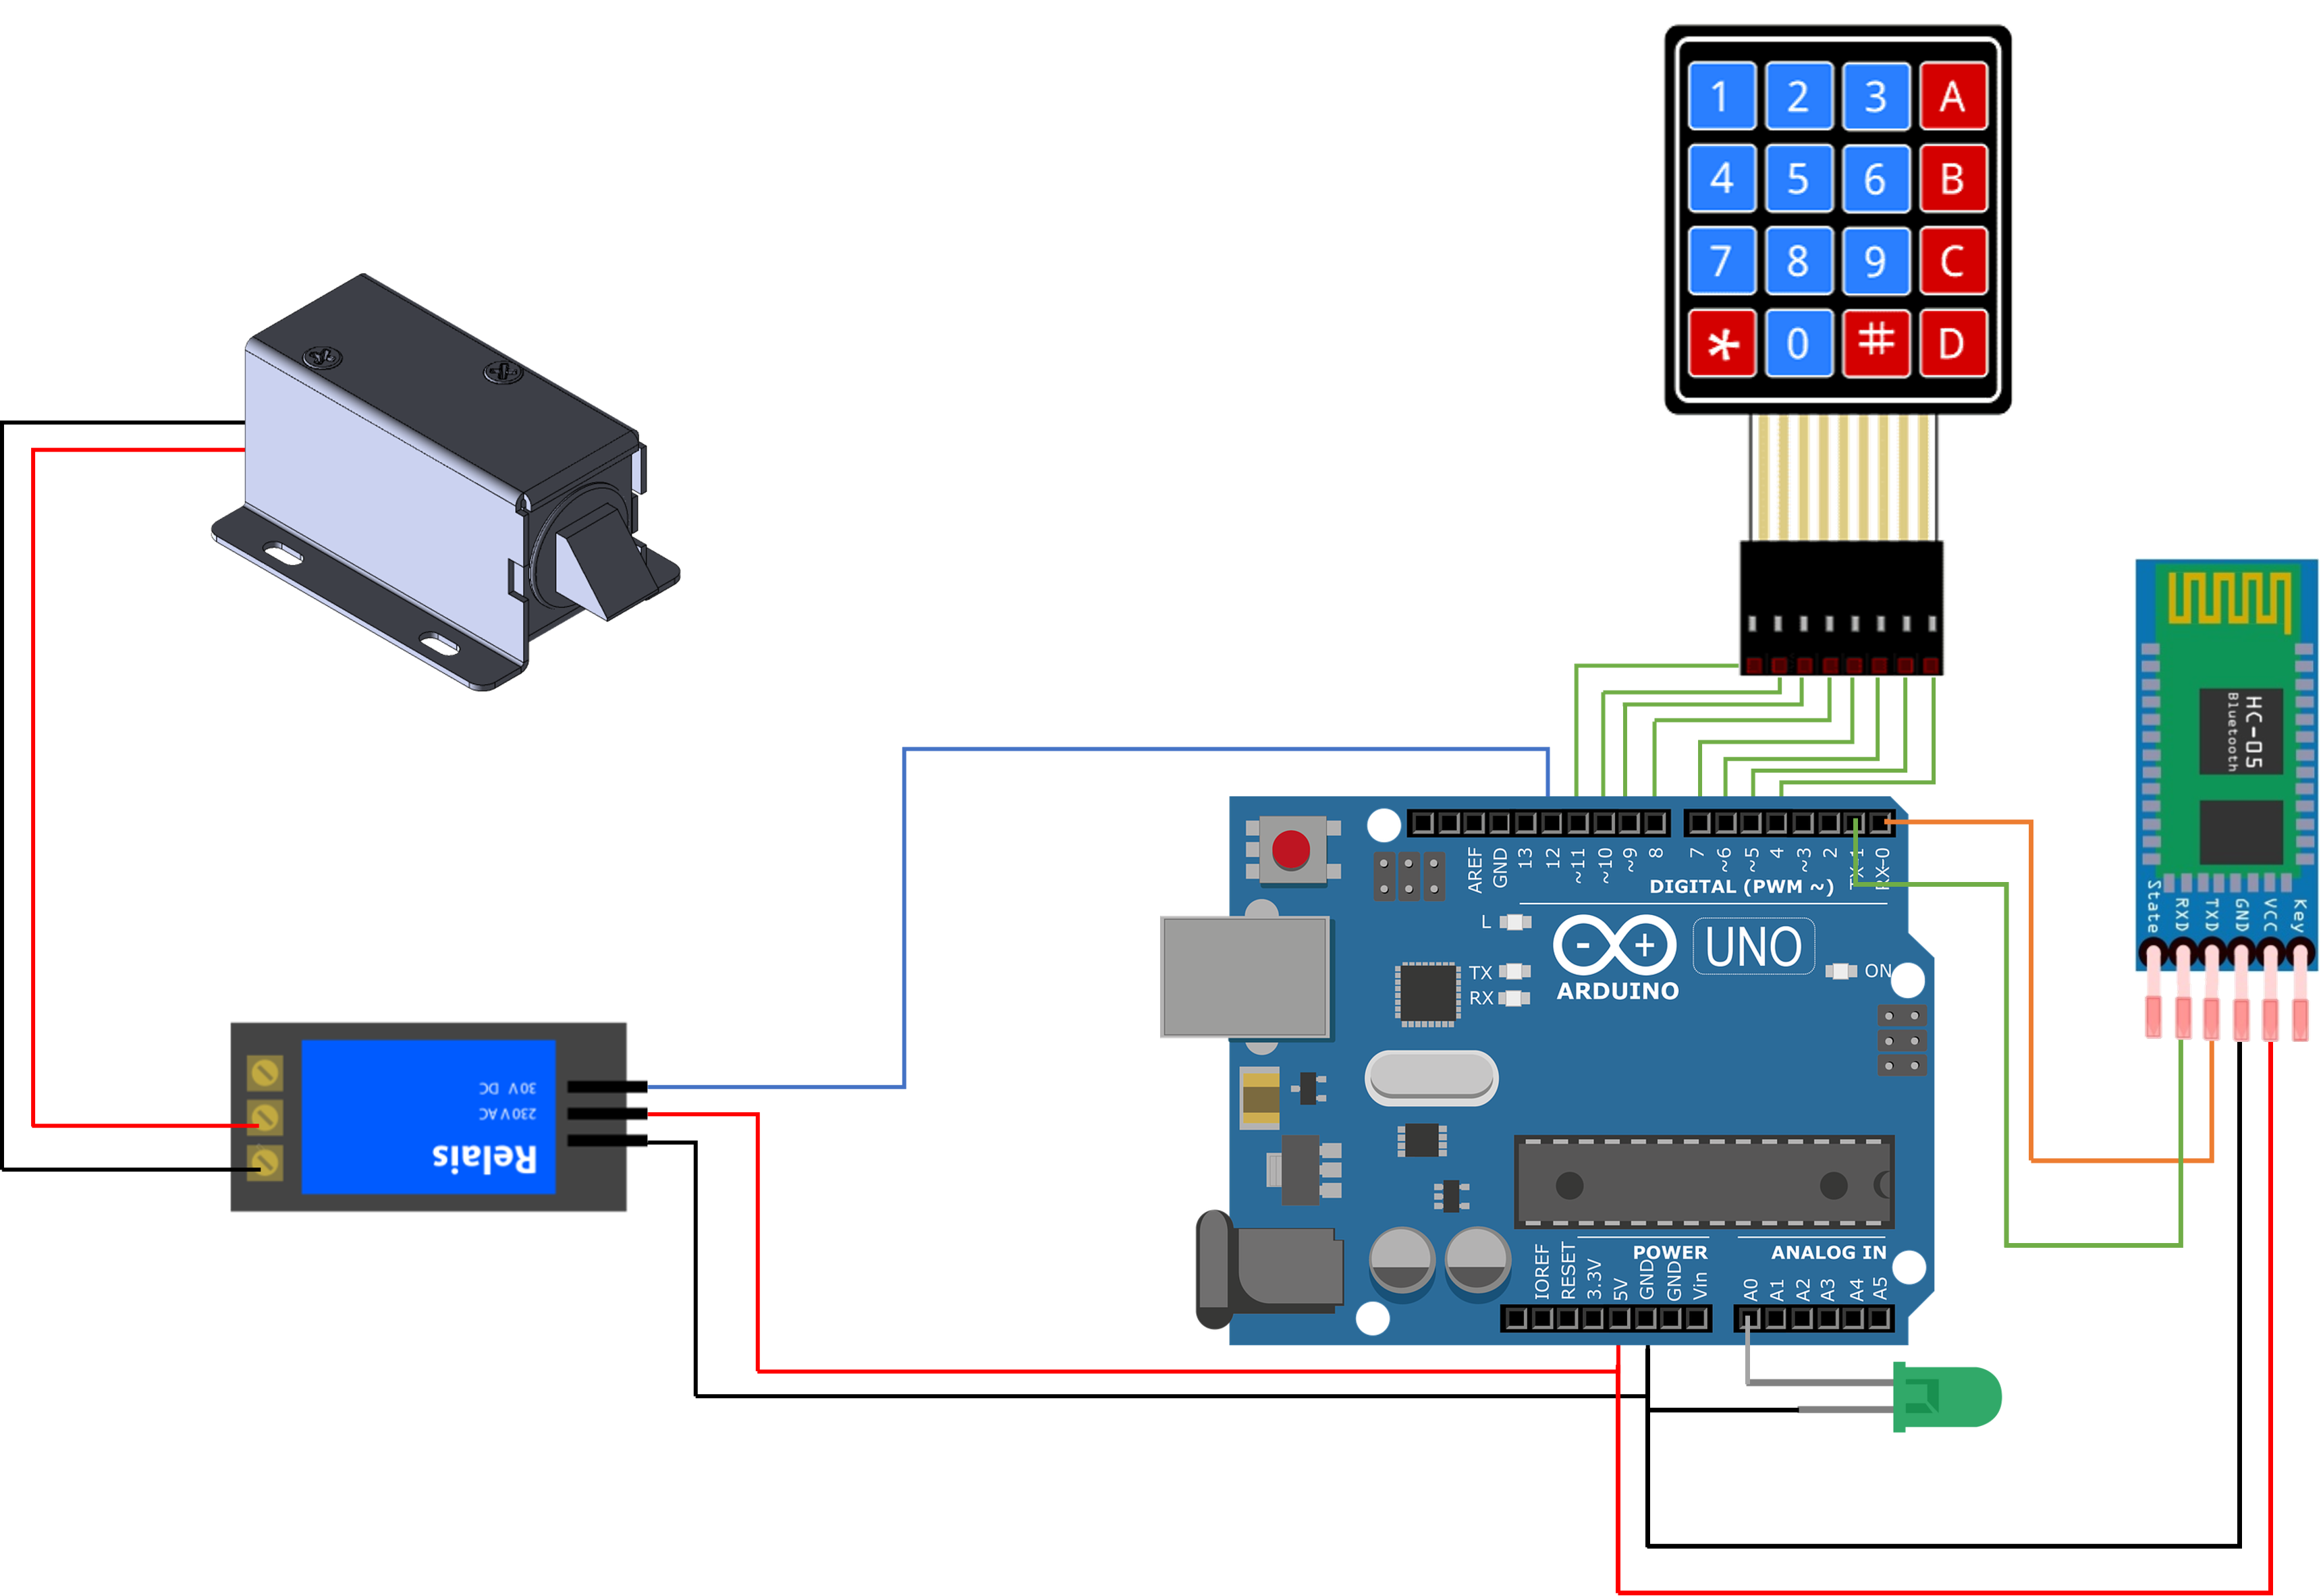 1 2 3 A
4 5 6 B
7 8 9 C
* 0 # D
HC-05
Bluetooth
State
RXD
TXD
GND
VCC
Key
AREF
GND
13
12
~11
~10
~9
8
7
~6
~5
4
~3
2
TX-1
RX-0
DIGITAL (PWM ~)
L
TX
RX
UNO
ARDUINO
ON
30V DC
230 V AC
Relais
POWER
ANALOG IN
IOREF
RESET
3.3V
5V
GND
GND
Vin
A0
A1
A2
A3
A4
A5